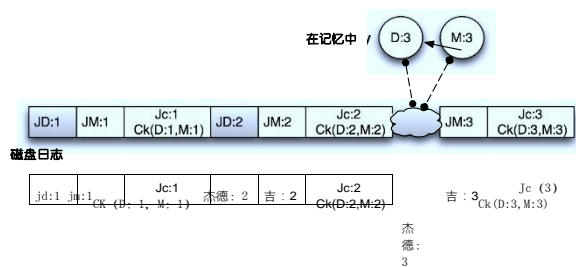 在记忆中
D:3
M:3
JD:1
JM:1
Jc:1
Ck(D:1,M:1)
JD:2
JM:2
Jc:2
Ck(D:2,M:2)
JM:3
Jc:3
Ck(D:3,M:3)
磁盘日志
jd:1 jm:1
Jc:1
CK (D: 1, M: 1)
杰德: 2
吉：2
Jc:2
Ck(D:2,M:2)
吉：3
Jc (3)
Ck(D:3,M:3)
杰
德:
3